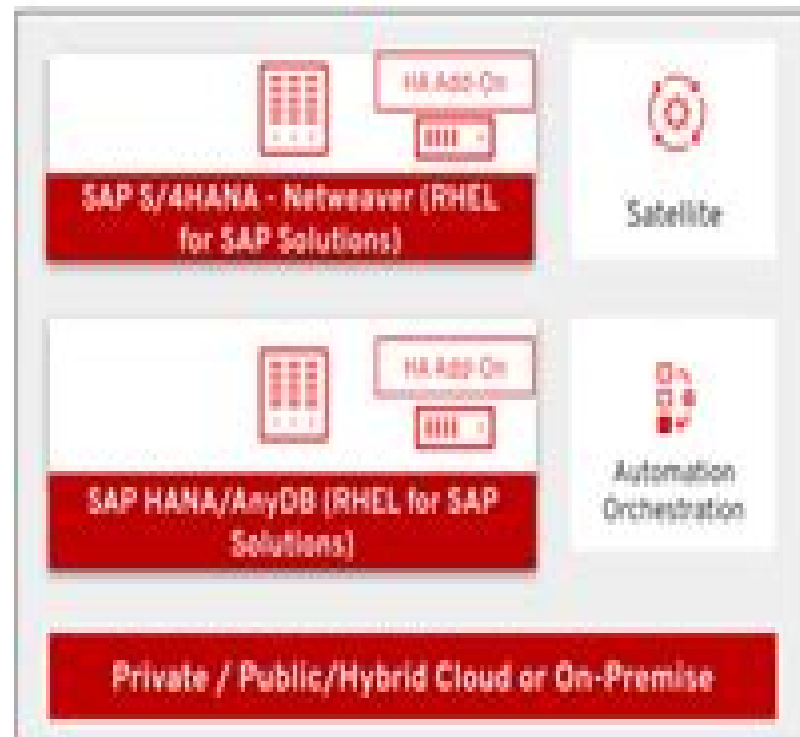 HA Add-On
SAP S/4HANA - Netweaver (RHEL
for SAP Solutions)
Satellite
HA Add-On
SAP HANA/AnyDB (RHEL for SAP
Solutions)
Automation
Orchestration
Private / Public/Hybrid Cloud or On-Premise